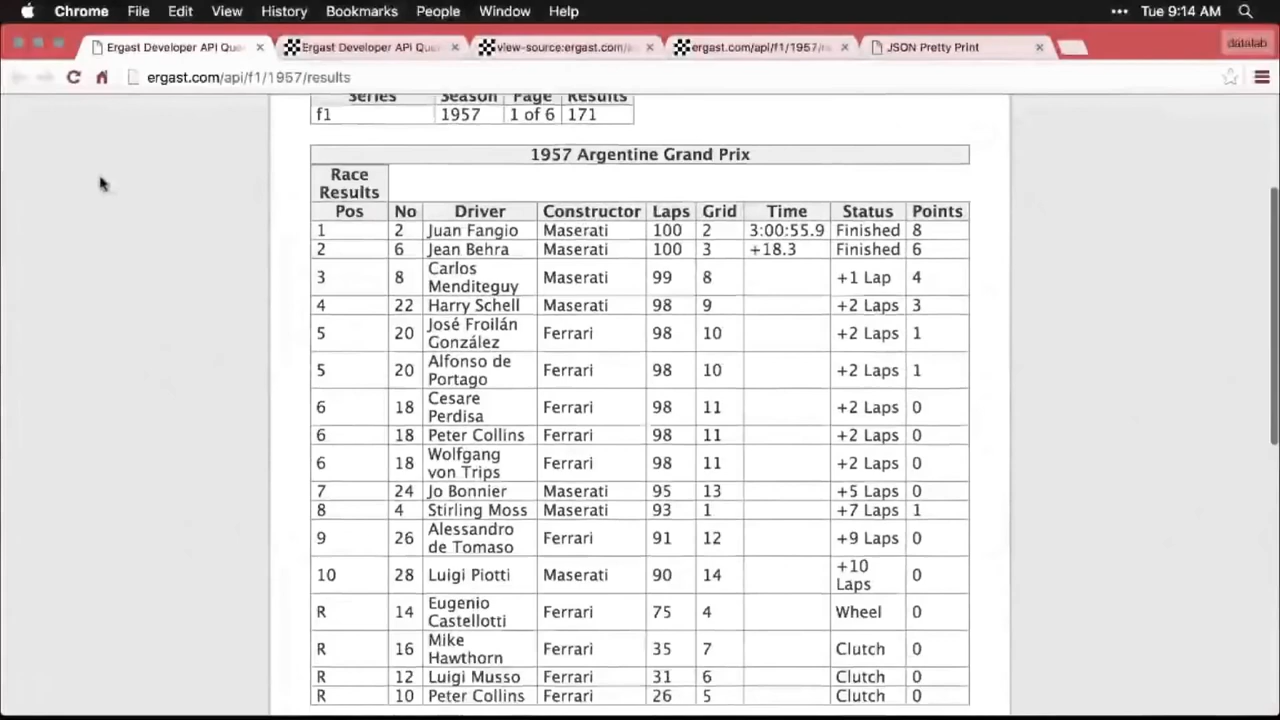 Chrome File Edit View History Bookmarks People Window Help ••• Tue 9:14 AM
Ergast Developer API Que Ergast Developer API Que view-source:ergast.com/a ergast.com/api/f1/1957/re JSON Pretty Print datalab
ergast.com/api/f1/1957/results
Series Season Page Results
f1 1957 1 of 6 171
1957 Argentine Grand Prix
Race
Results
Pos No Driver Constructor Laps Grid Time Status Points
1 2 Juan Fangio Maserati 100 2 3:00:55.9 Finished 8
2 6 Jean Behra Maserati 100 3 +18.3 Finished 6
3 8 Carlos Menditeguy Maserati 99 8 +1 Lap 4
4 22 Harry Schell Maserati 98 9 +2 Laps 3
5 20 José Froilán González Ferrari 98 10 +2 Laps 1
5 20 Alfonso de Portago Ferrari 98 10 +2 Laps 1
6 18 Cesare Perdisa Ferrari 98 11 +2 Laps 0
6 18 Peter Collins Ferrari 98 11 +2 Laps 0
6 18 Wolfgang von Trips Ferrari 98 11 +2 Laps 0
7 24 Jo Bonnier Maserati 95 13 +5 Laps 0
8 4 Stirling Moss Maserati 93 1 +7 Laps 1
9 26 Alessandro de Tomaso Ferrari 91 12 +9 Laps 0
10 28 Luigi Piotti Maserati 90 14 +10 Laps 0
R 14 Eugenio Castellotti Ferrari 75 4 Wheel 0
R 16 Mike Hawthorn Ferrari 35 7 Clutch 0
R 12 Luigi Musso Ferrari 31 6 Clutch 0
R 10 Peter Collins Ferrari 26 5 Clutch 0